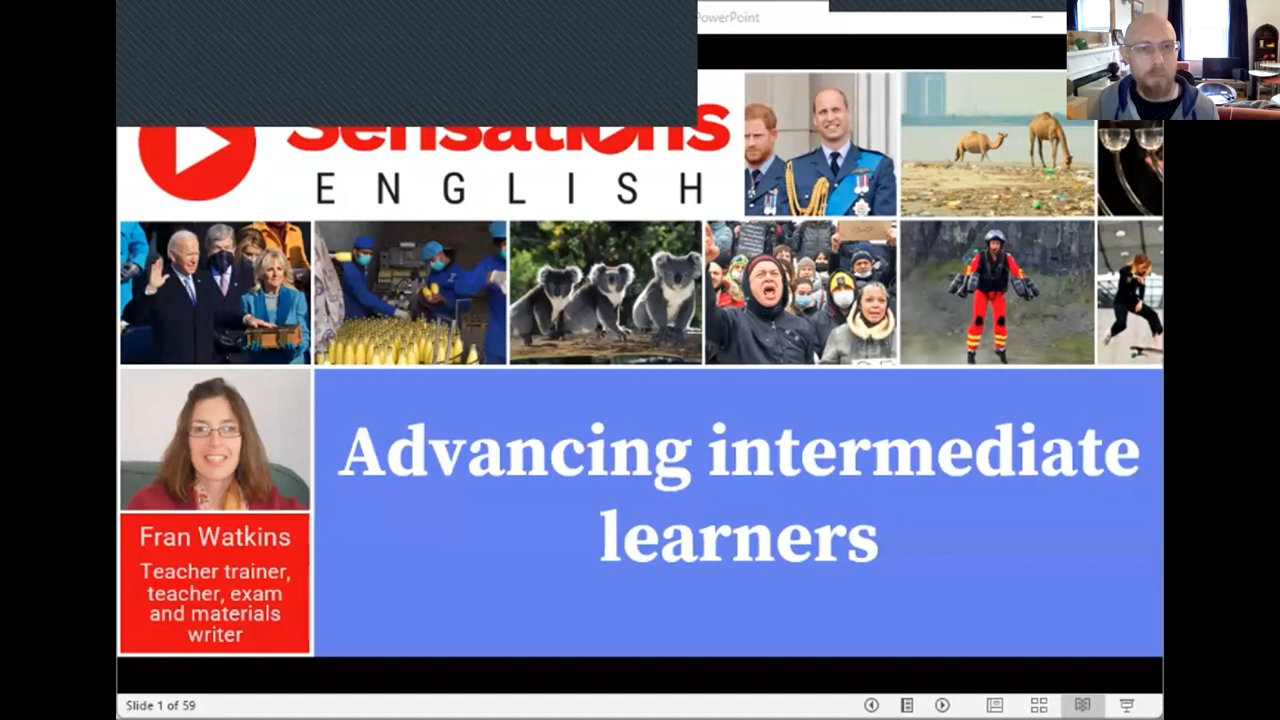 PowerPoint
Sensations
ENGLISH
Advancing intermediate
learners
Fran Watkins
Teacher trainer,
teacher, exam
and materials
writer
Slide 1 of 59